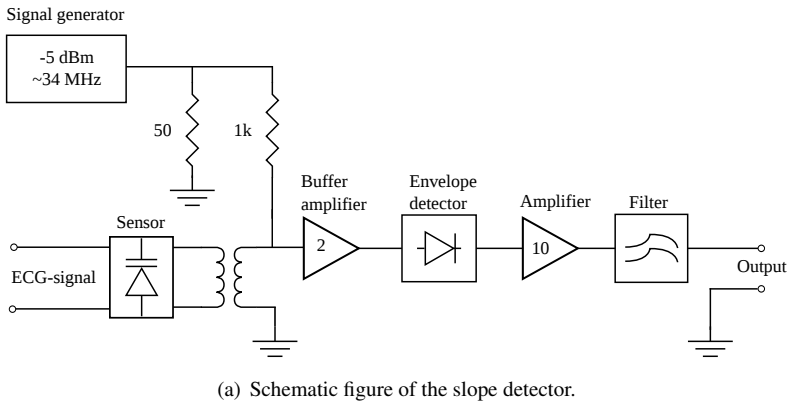 Signal generator
-5 dBm
~34 MHz
50
1k
Buffer
amplifier
Envelope
detector
Amplifier
Filter
Sensor
2
10
ECG-signal
Output
(a) Schematic figure of the slope detector.